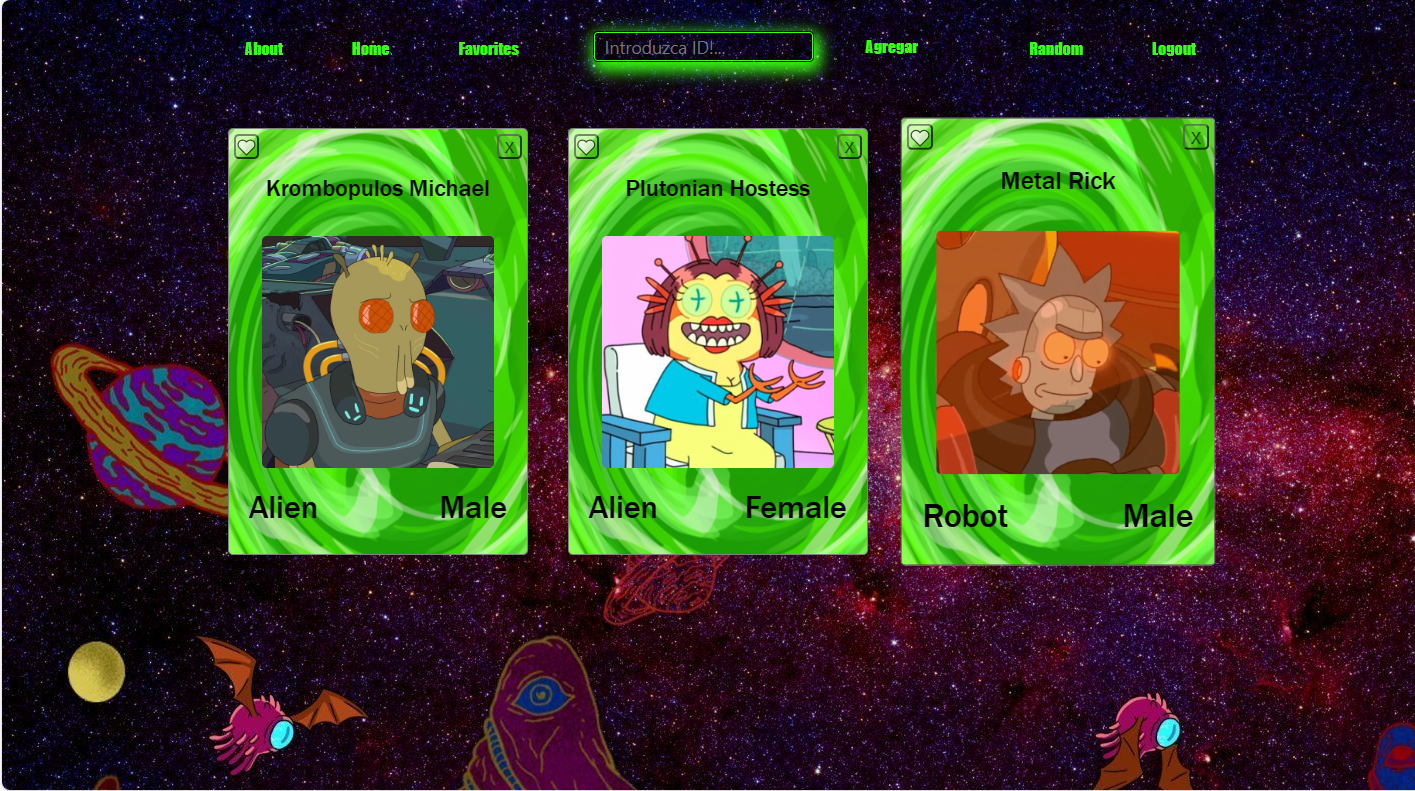 About Home Favorites Introduzca ID!... Agregar Random Logout
X
Krombopulos Michael
Alien Male
X
Plutonian Hostess
Alien Female
X
Metal Rick
Robot Male